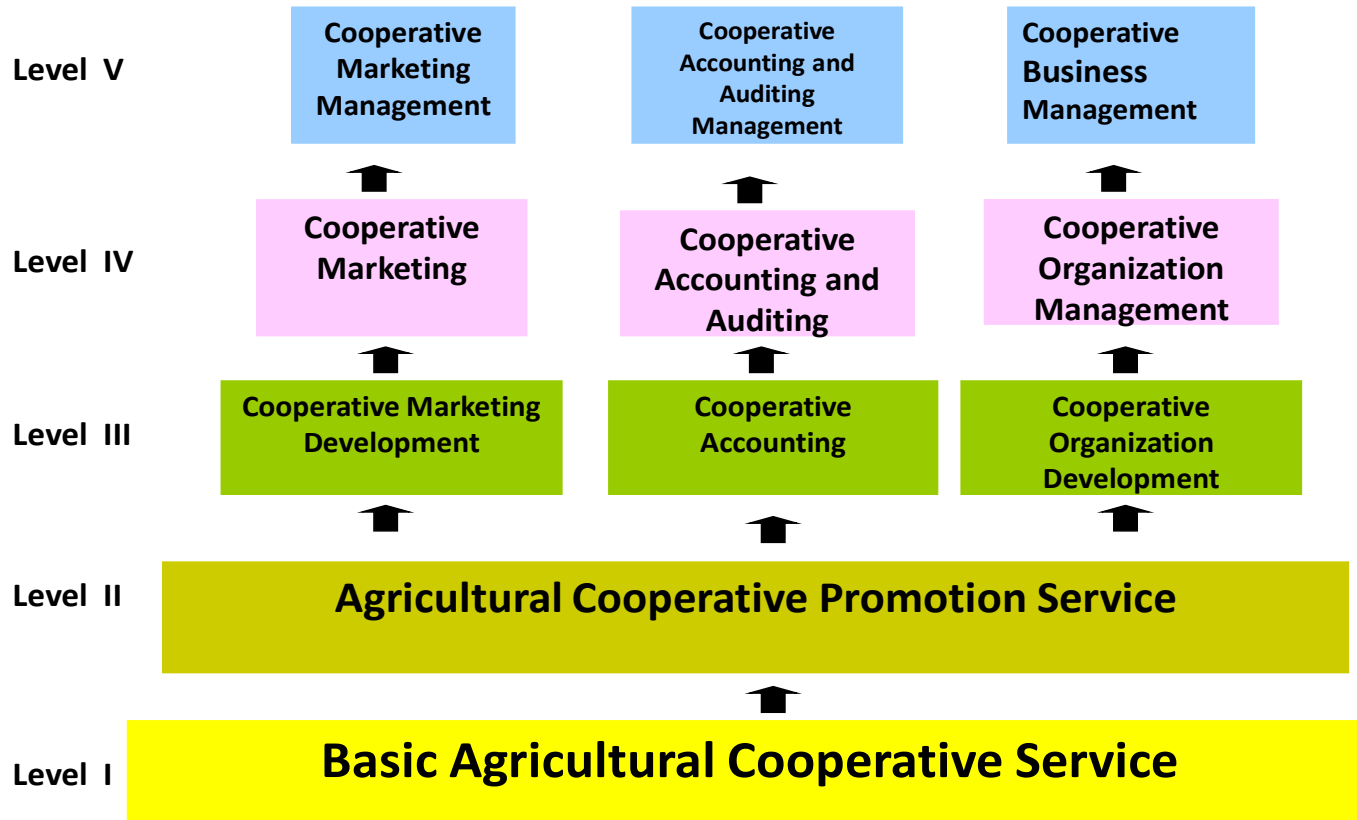 Level V
Cooperative
Marketing
Management
Cooperative
Accounting and
Auditing
Management
Cooperative
Business
Management
Level IV
Cooperative
Marketing
Cooperative
Accounting and
Auditing
Cooperative
Organization
Management
Level III
Cooperative Marketing
Development
Cooperative
Accounting
Cooperative
Organization
Development
Level II
Agricultural Cooperative Promotion Service
Level I
Basic Agricultural Cooperative Service